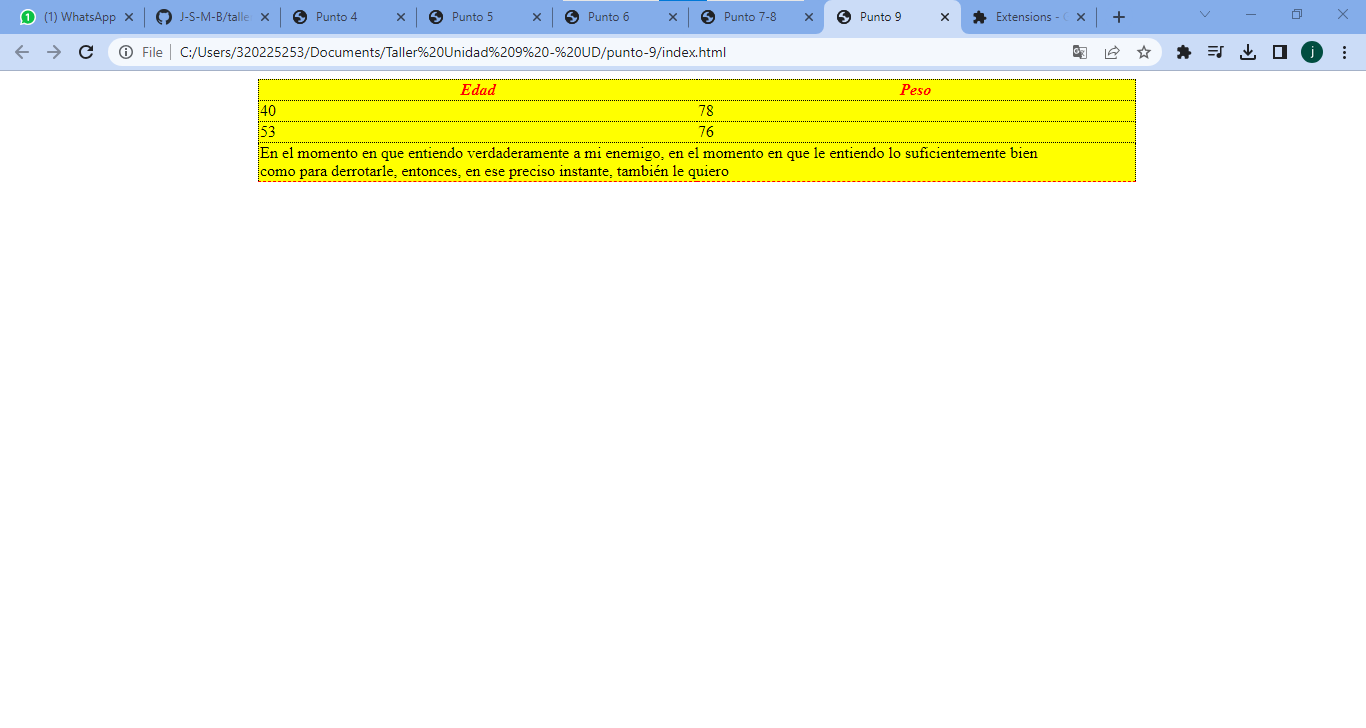 (1) WhatsApp
J-S-M-B/talle
Punto 4
Punto 5
Punto 6
Punto 7-8
Punto 9
Extensions -
File
C:/Users/320225253/Documents/Taller%20Unidad%209%20-%20UD/punto-9/index.html
j
Edad Peso
40 78
53 76
En el momento en que entiendo verdaderamente a mi enemigo, en el momento en que le entiendo lo suficientemente bien
como para derrotarle, entonces, en ese preciso instante, también le quiero